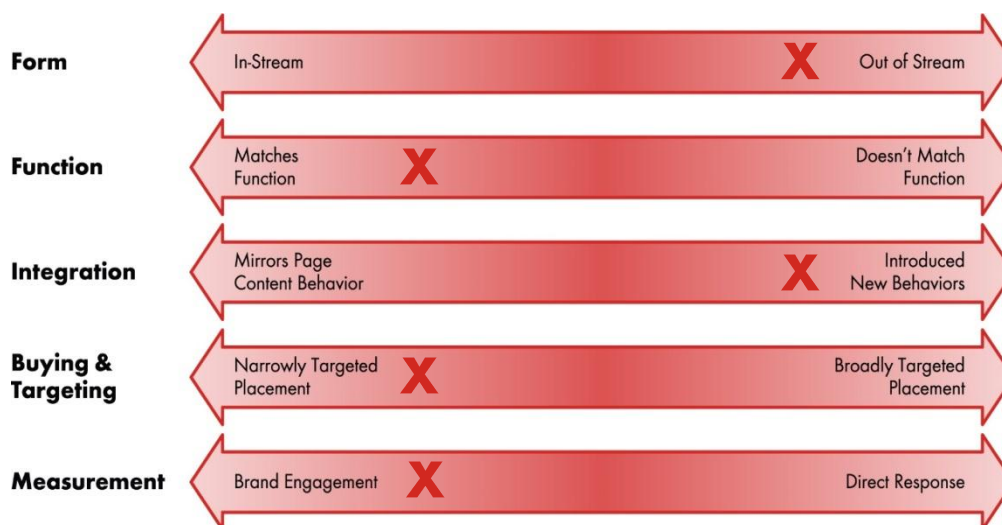 Form
In-Stream
X
Out of Stream
Function
Matches
Function
X
Doesn't Match
Function
Integration
Mirrors Page
Content Behavior
X
Introduced
New Behaviors
Buying &
Targeting
Narrowly Targeted
Placement
X
Broadly Targeted
Placement
Measurement
Brand Engagement
X
Direct Response